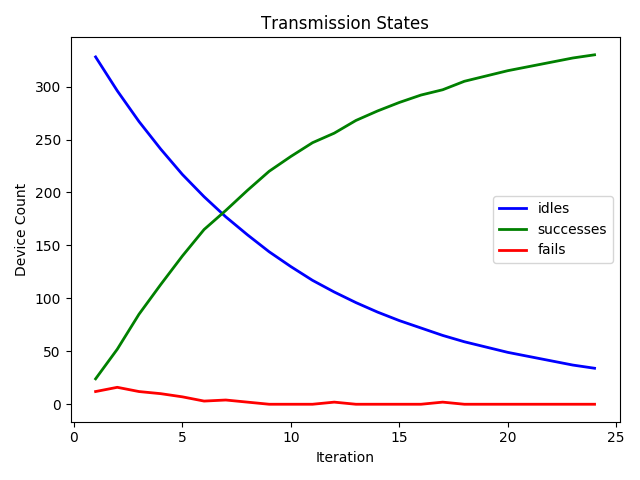 Transmission States
Device Count
300
250
200
150
100
50
0
idles
successes
fails
0 5 10 15 20 25
Iteration